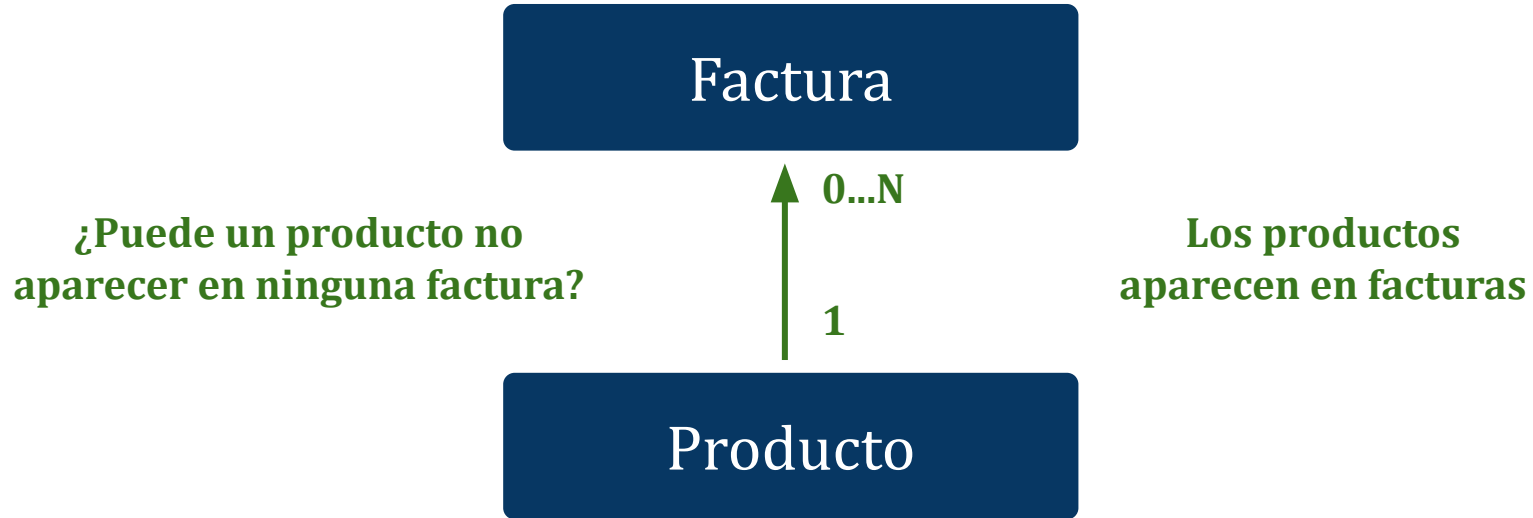 Factura
0...N
¿Puede un producto no
aparecer en ninguna factura?
Los productos
aparecen en facturas
1
Producto